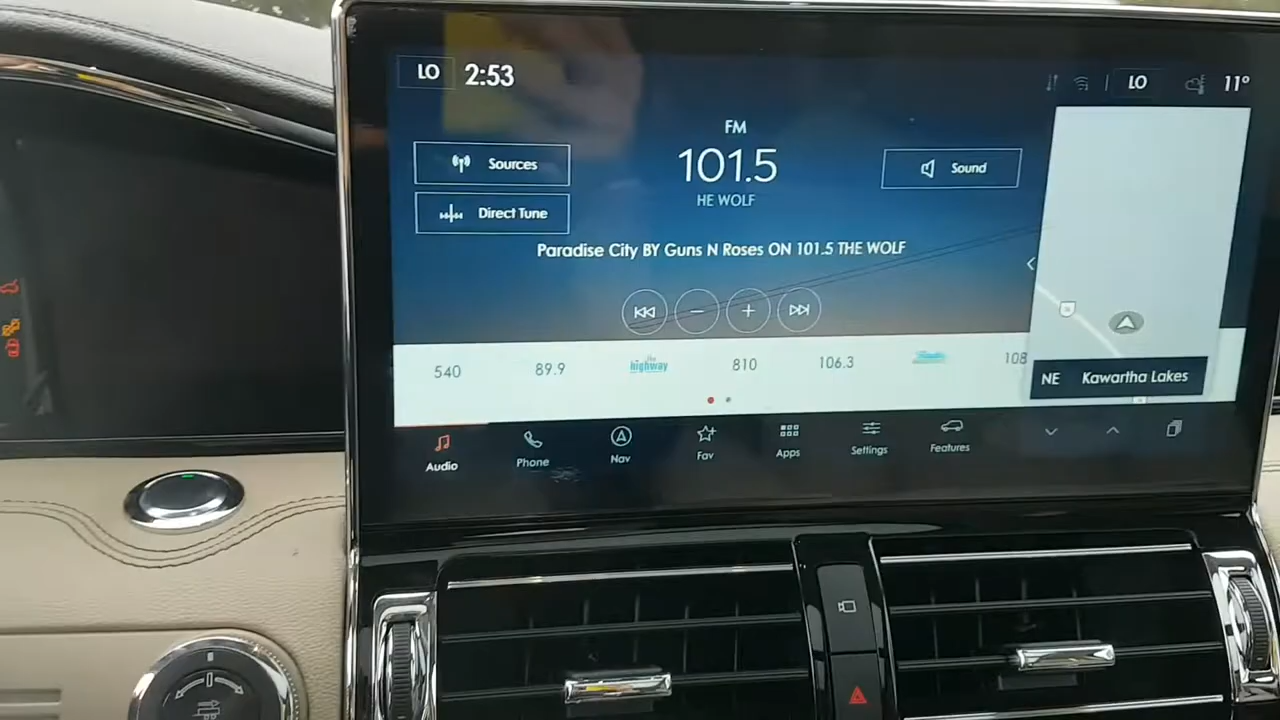 LO 2:53
LO 11°
FM
101.5
HE WOLF
Sources
Direct Tune
Sound
Paradise City BY Guns N Roses ON 101.5 THE WOLF
540 89.9 the highway 810 106.3 108
NE Kawartha Lakes
Audio Phone Nav Fav Apps Settings Features